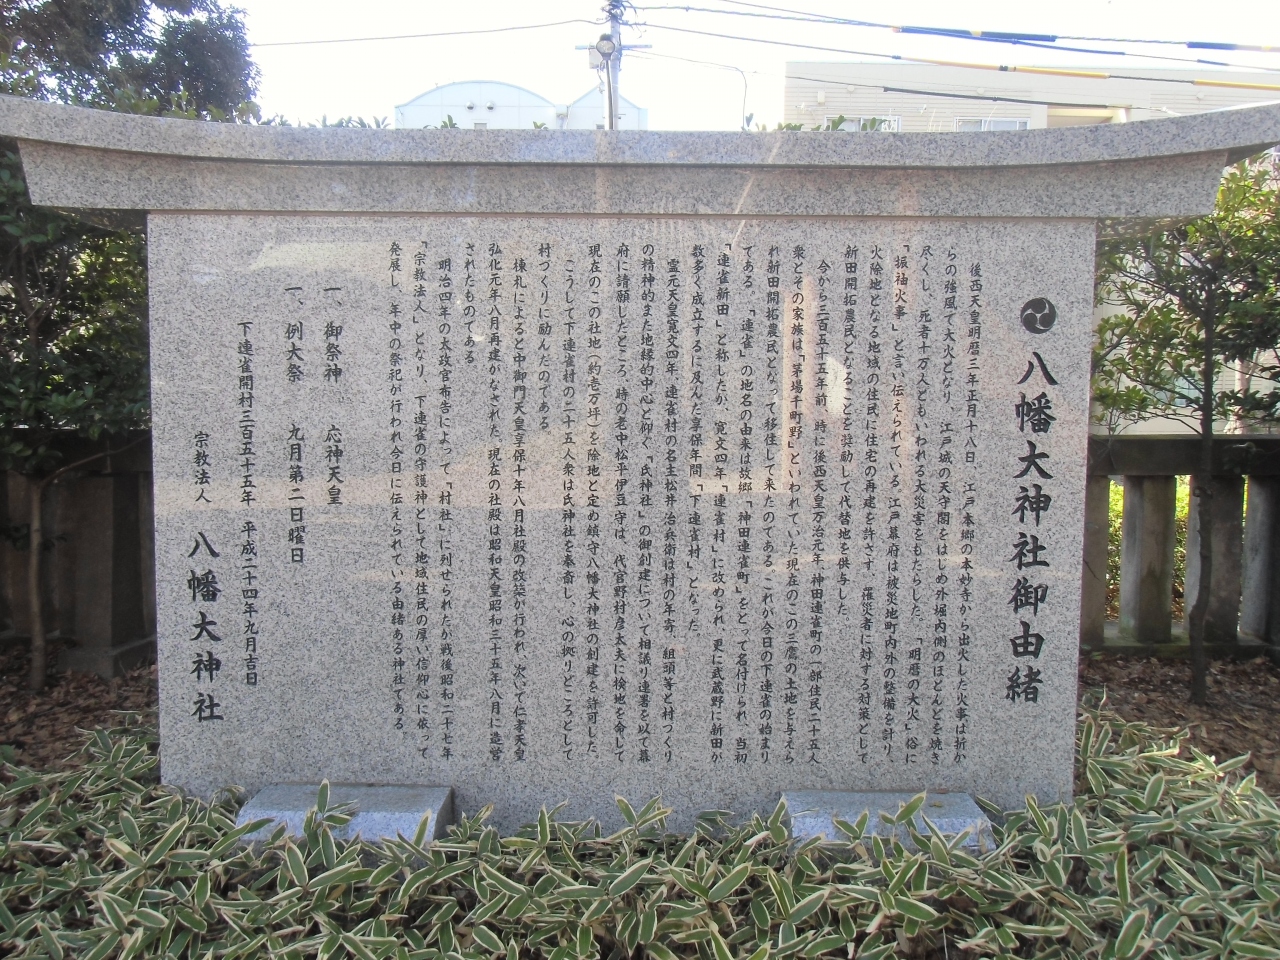 八幡大神社御由緒
後西天皇明暦三年正月十八日、江戸本郷の本妙寺から出火した火事は折か
らの強風で大火となり、江戸城の天守閣をはじめ外堀内側のほとんどを焼き
尽くし、死者十万人ともいわれる大災害をもたらした。「明暦の大火」俗に
「振袖火事」と言い伝えられている。江戸幕府は被災地町内外の整備を計り、
火除地となる地域の住民に住宅の再建を許さず、罹災者に対する対策として
新田開拓農民となることを奨励して代替地を供与した。
今から三百五十五年前、時に後西天皇万治元年、神田連雀町の一部住民二十五人
衆とその家族は「茅場千町野」といわれていた現在のこの三鷹の土地を与えら
れ新田開拓農民となって移住して来たのである。これが今日の下連雀の始まり
である。「連雀」の地名の由来は故郷「神田連雀町」をとって名付けられ、当初
「連雀新田」と称したが、寛文四年「連雀村」に改められ、更に武蔵野に新田が
数多く成立するに及んだ享保年間「下連雀村」となった。
霊元天皇寛文四年、連雀村の名主松井治兵衛は村の年寄、組頭等と村づくり
の精神的また地縁的中心と仰ぐ「氏神社」の御創建について相議り連署を以て幕
府に請願したところ、時の老中松平伊豆守は、代官野村彦太夫に検地を命じて
現在のこの社地（約壱万坪）を除地と定め鎮守八幡大神社の創建を許可した。
こうして下連雀村の二十五人衆は氏神社を奉斎し、心の拠りどころとして
村づくりに励んだのである。
棟札によると中御門天皇享保十年八月社殿の改築が行われ、次いで仁孝天皇
弘化元年八月再建がなされた。現在の社殿は昭和天皇昭和三十五年八月に造営
されたものである。
明治四年の太政官布告によって「村社」に列せられたが戦後昭和二十七年
「宗教法人」となり、下連雀の守護神として地域住民の厚い信仰心に依って
発展し、年中の祭祀が行われ今日に伝えられている由緒ある神社である。
一、御祭神 応神天皇
一、例大祭 九月第二日曜日
下連雀開村三百五十五年 平成二十四年九月吉日
宗教法人 八幡大神社